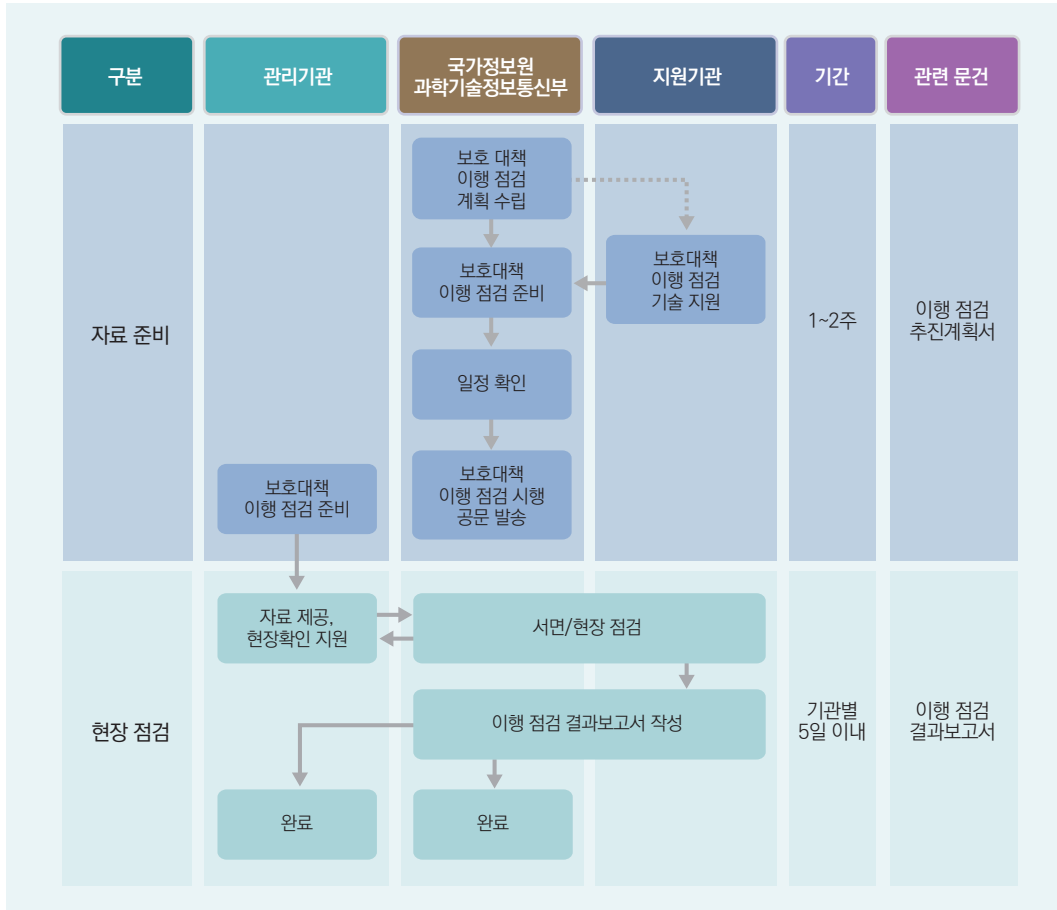 구분
관리기관
국가정보원
과학기술정보통신부
지원기관
기간
관련 문건
자료 준비
보호 대책
이행 점검
계획 수립
보호대책
이행 점검 준비
보호대책
이행 점검
기술 지원
일정 확인
보호대책
이행 점검 준비
보호대책
이행 점검 시행
공문 발송
1~2주
이행 점검
추진계획서
현장 점검
자료 제공,
현장확인 지원
서면/현장 점검
이행 점검 결과보고서 작성
완료
완료
기관별
5일 이내
이행 점검
결과보고서